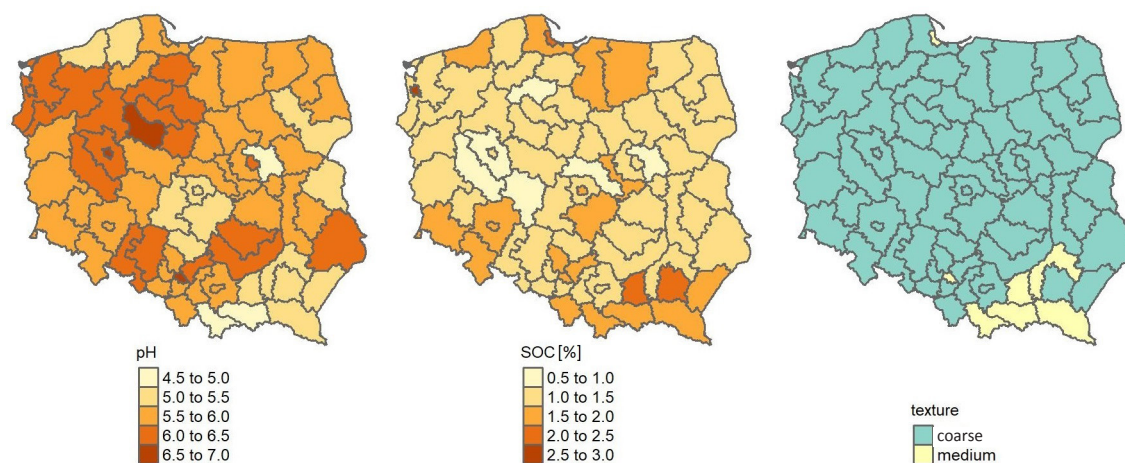 pH
4.5 to 5.0
5.0 to 5.5
5.5 to 6.0
6.0 to 6.5
6.5 to 7.0
SOC [%]
0.5 to 1.0
1.0 to 1.5
1.5 to 2.0
2.0 to 2.5
2.5 to 3.0
texture
coarse
medium